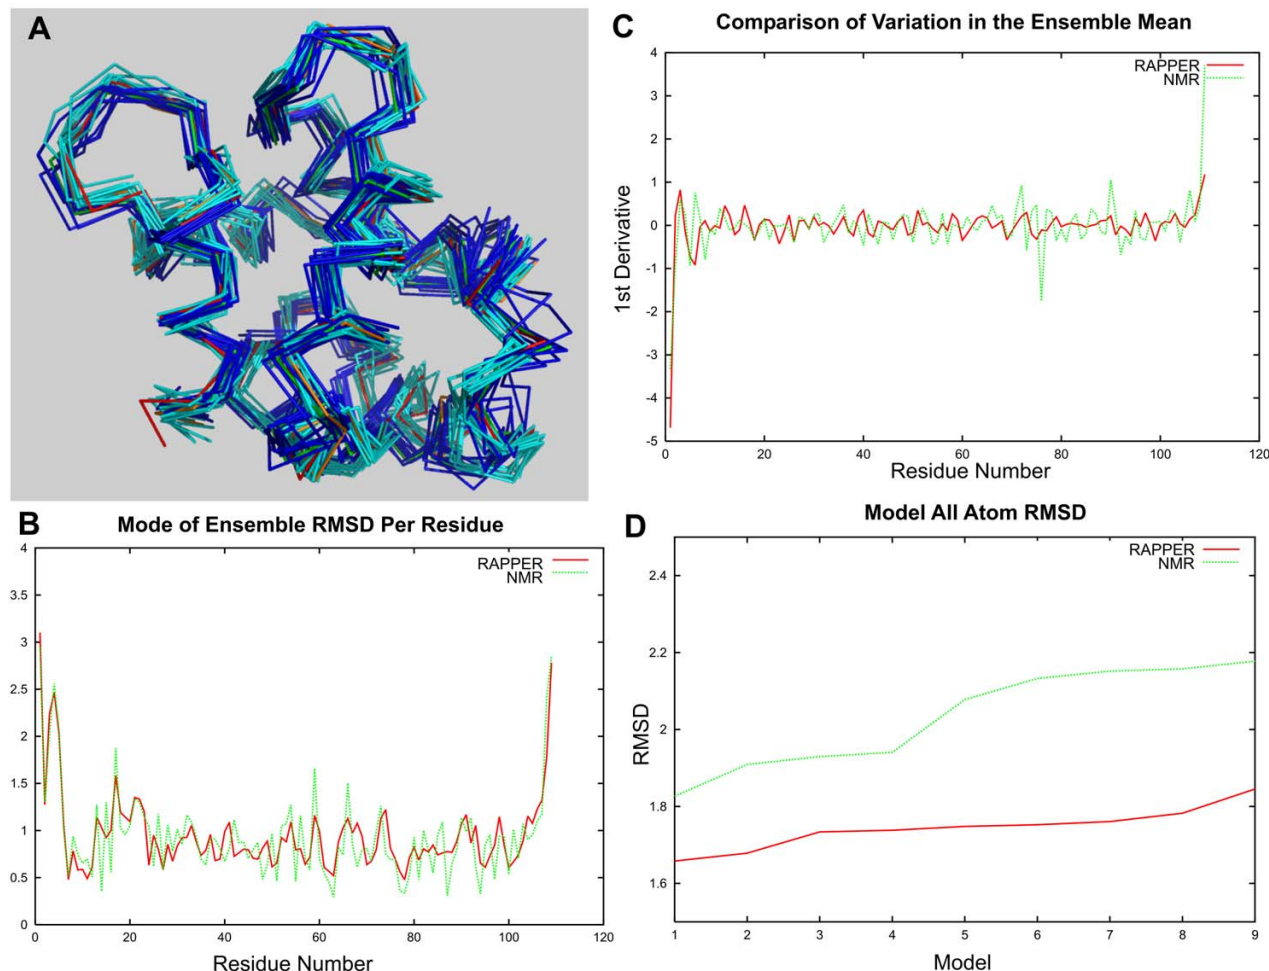 A
C
Comparison of Variation in the Ensemble Mean
4
3
2
1
0
-1
-2
-3
-4
-5
1st Derivative
RAPPER
NMR
0
20
40
60
80
100
120
Residue Number
B
Mode of Ensemble RMSD Per Residue
4
3.5
3
2.5
2
1.5
1
0.5
0
RAPPER
NMR
0
20
40
60
80
100
120
Residue Number
D
Model All Atom RMSD
2.4
2.2
2
1.8
1.6
RMSD
RAPPER
NMR
1
2
3
4
5
6
7
8
9
Model